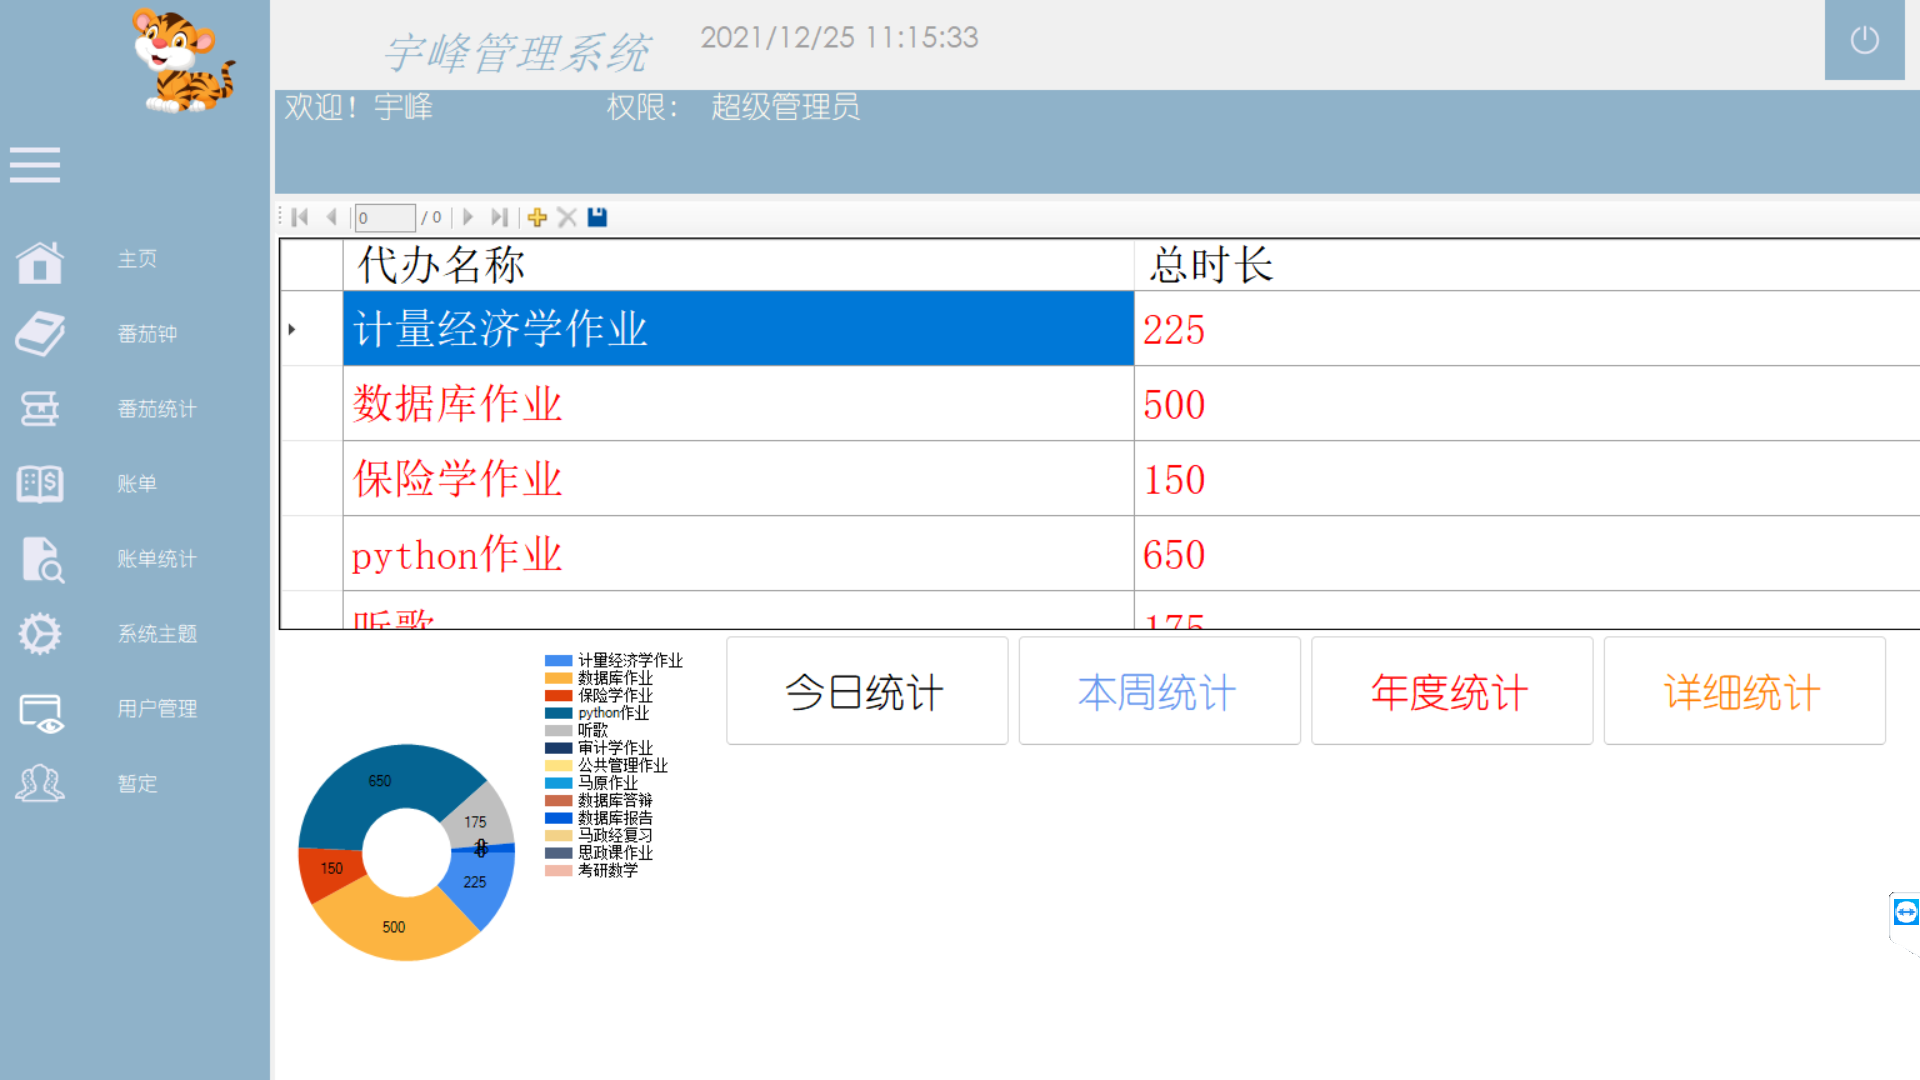 宇峰管理系统
2021/12/25 11:15:33
欢迎！宇峰
权限：
超级管理员
主页
番茄钟
番茄统计
账单
账单统计
系统主题
用户管理
暂定
0 / 0
代办名称 总时长
计量经济学作业 225
数据库作业 500
保险学作业 150
python作业 650
听歌 175
计量经济学作业
数据库作业
保险学作业
python作业
听歌
审计学作业
公共管理作业
马原作业
数据库答辩
数据库报告
马政经复习
思政课作业
考研数学
650
175
150
225
500
今日统计
本周统计
年度统计
详细统计